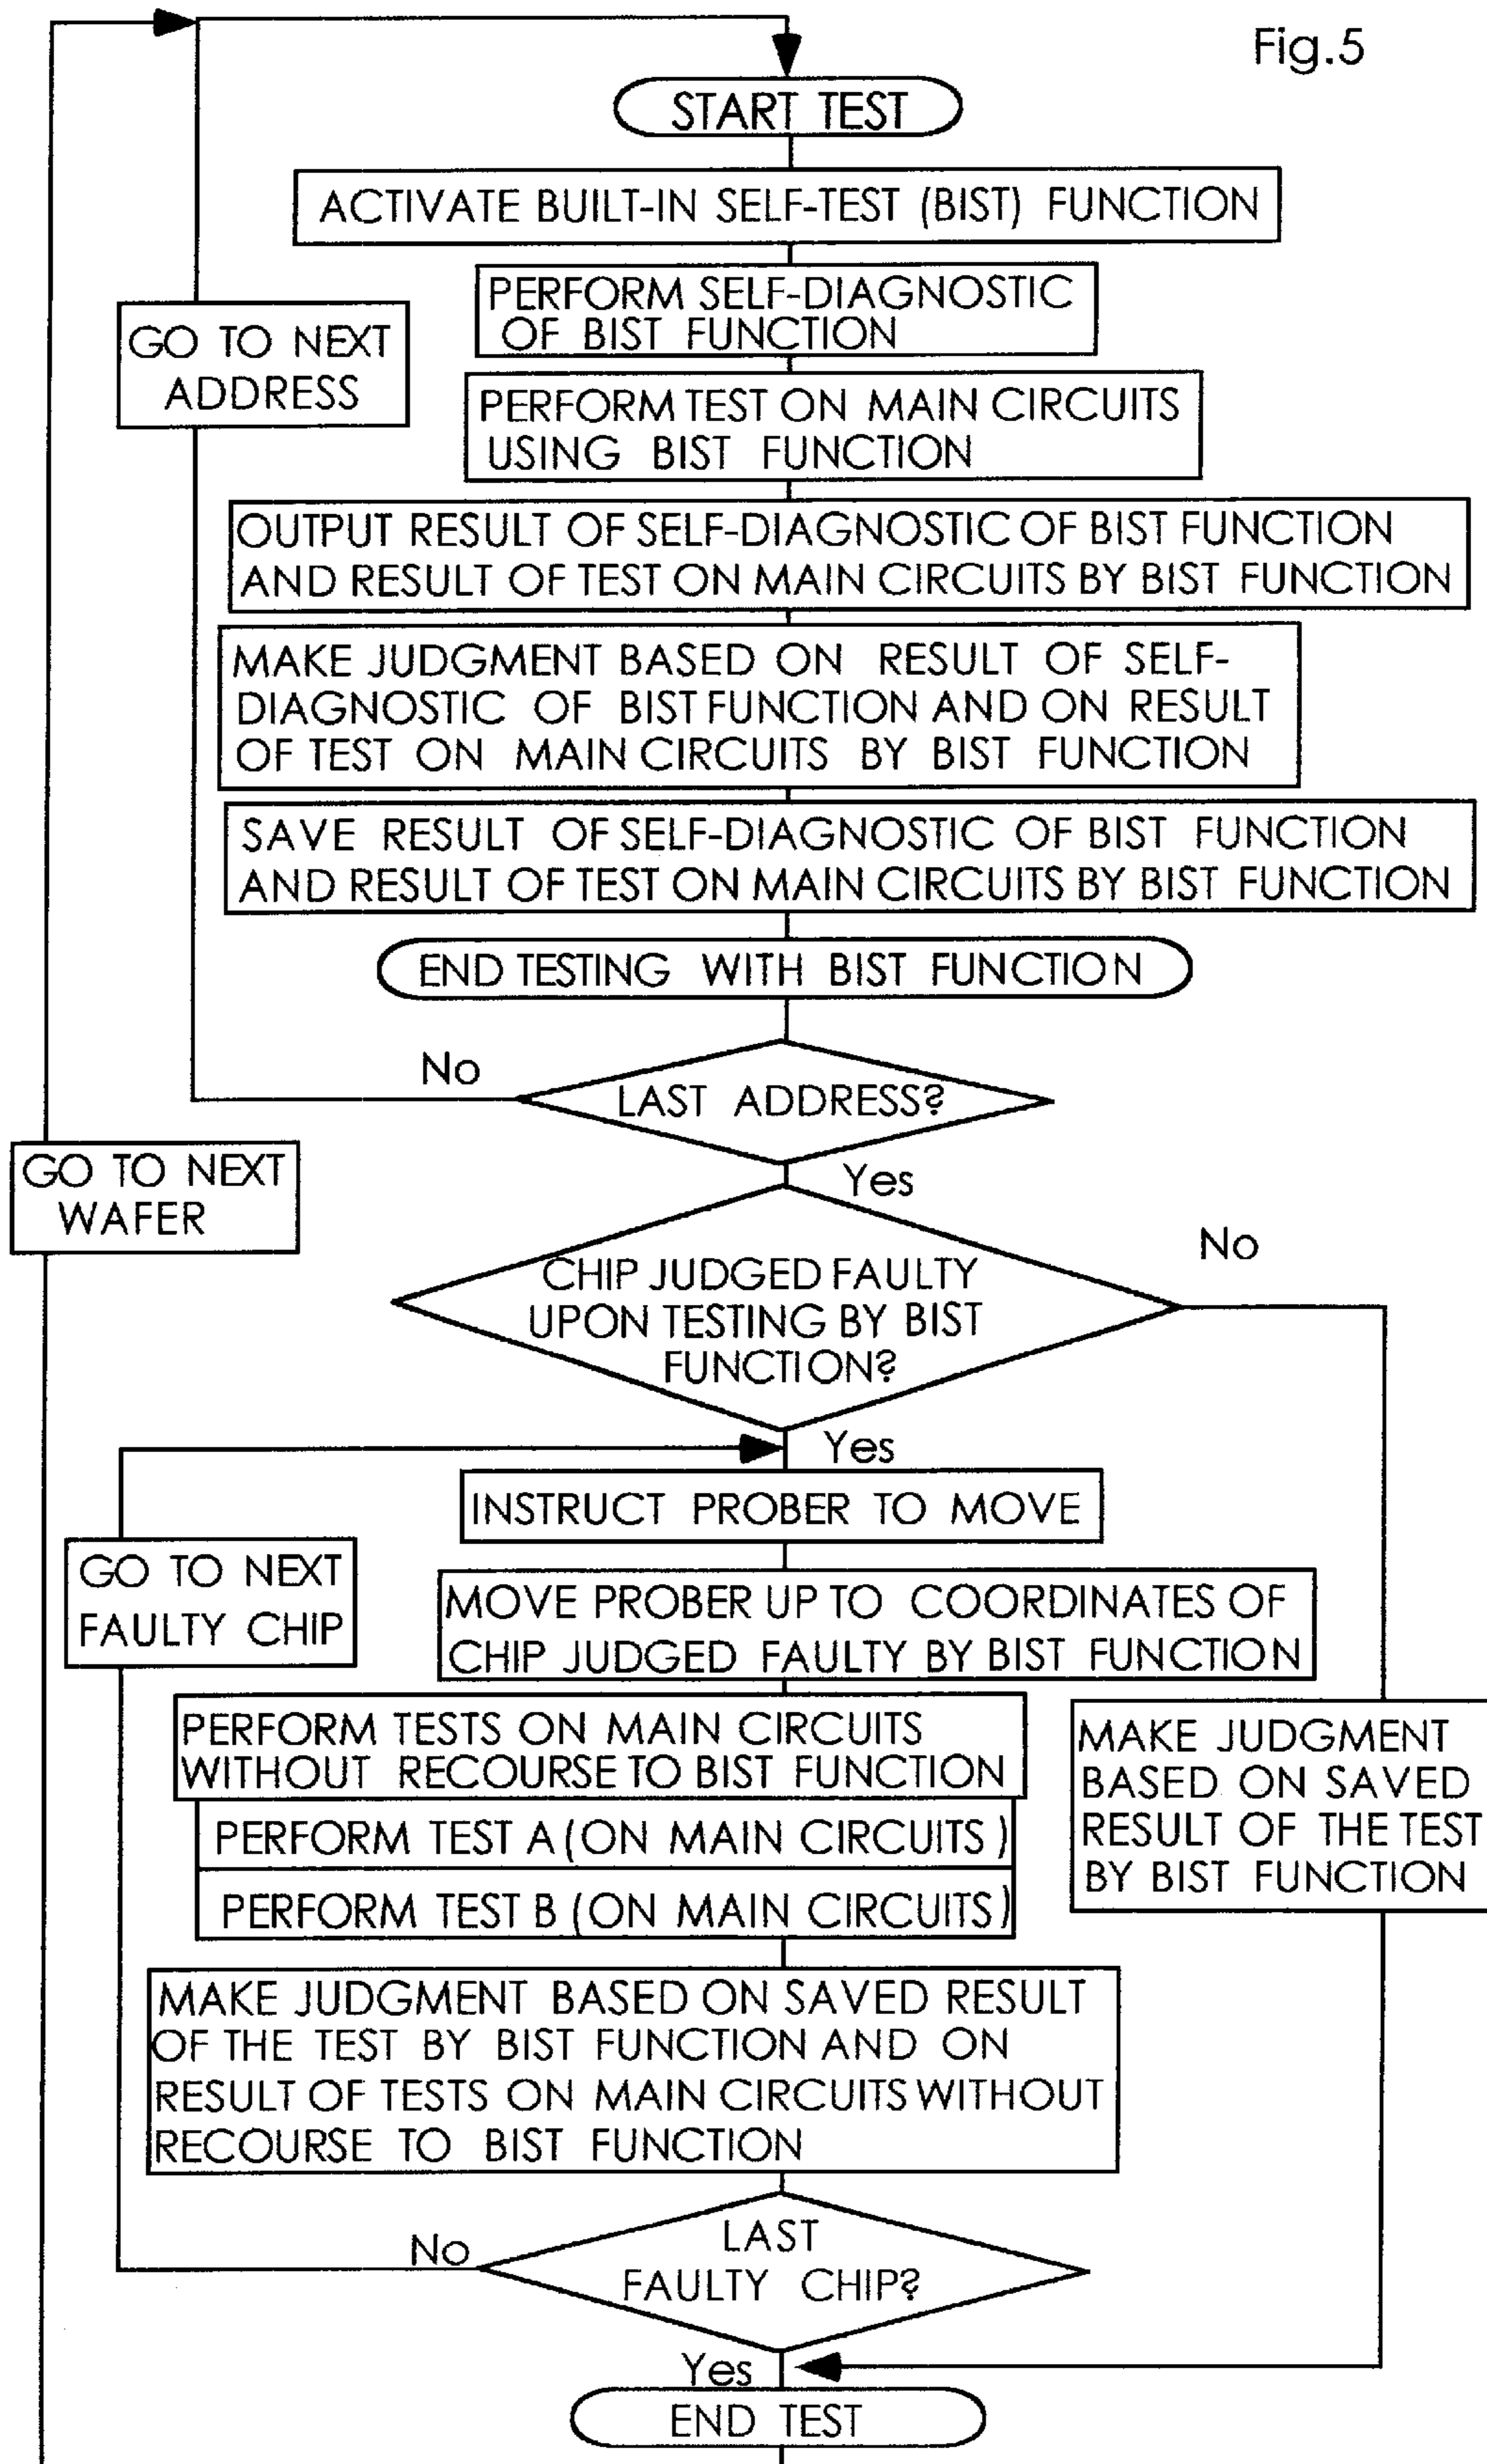 Fig.5
START TEST
ACTIVATE BUILT-IN SELF-TEST (BIST) FUNCTION
PERFORM SELF-DIAGNOSTIC
OF BIST FUNCTION
GO TO NEXT
ADDRESS
PERFORM TEST ON MAIN CIRCUITS
USING BIST FUNCTION
OUTPUT RESULT OF SELF-DIAGNOSTIC OF BIST FUNCTION
AND RESULT OF TEST ON MAIN CIRCUITS BY BIST FUNCTION
MAKE JUDGMENT BASED ON RESULT OF SELF-
DIAGNOSTIC OF BIST FUNCTION AND ON RESULT
OF TEST ON MAIN CIRCUITS BY BIST FUNCTION
SAVE RESULT OF SELF-DIAGNOSTIC OF BIST FUNCTION
AND RESULT OF TEST ON MAIN CIRCUITS BY BIST FUNCTION
END TESTING WITH BIST FUNCTION
No
LAST ADDRESS?
Yes
GO TO NEXT
WAFER
No
CHIP JUDGED FAULTY
UPON TESTING BY BIST
FUNCTION?
Yes
INSTRUCT PROBER TO MOVE
GO TO NEXT
FAULTY CHIP
MOVE PROBER UP TO COORDINATES OF
CHIP JUDGED FAULTY BY BIST FUNCTION
PERFORM TESTS ON MAIN CIRCUITS
WITHOUT RECOURSE TO BIST FUNCTION
PERFORM TEST A (ON MAIN CIRCUITS)
PERFORM TEST B (ON MAIN CIRCUITS)
MAKE JUDGMENT
BASED ON SAVED
RESULT OF THE TEST
BY BIST FUNCTION
MAKE JUDGMENT BASED ON SAVED RESULT
OF THE TEST BY BIST FUNCTION AND ON
RESULT OF TESTS ON MAIN CIRCUITS WITHOUT
RECOURSE TO BIST FUNCTION
No
LAST
FAULTY CHIP?
Yes
END TEST